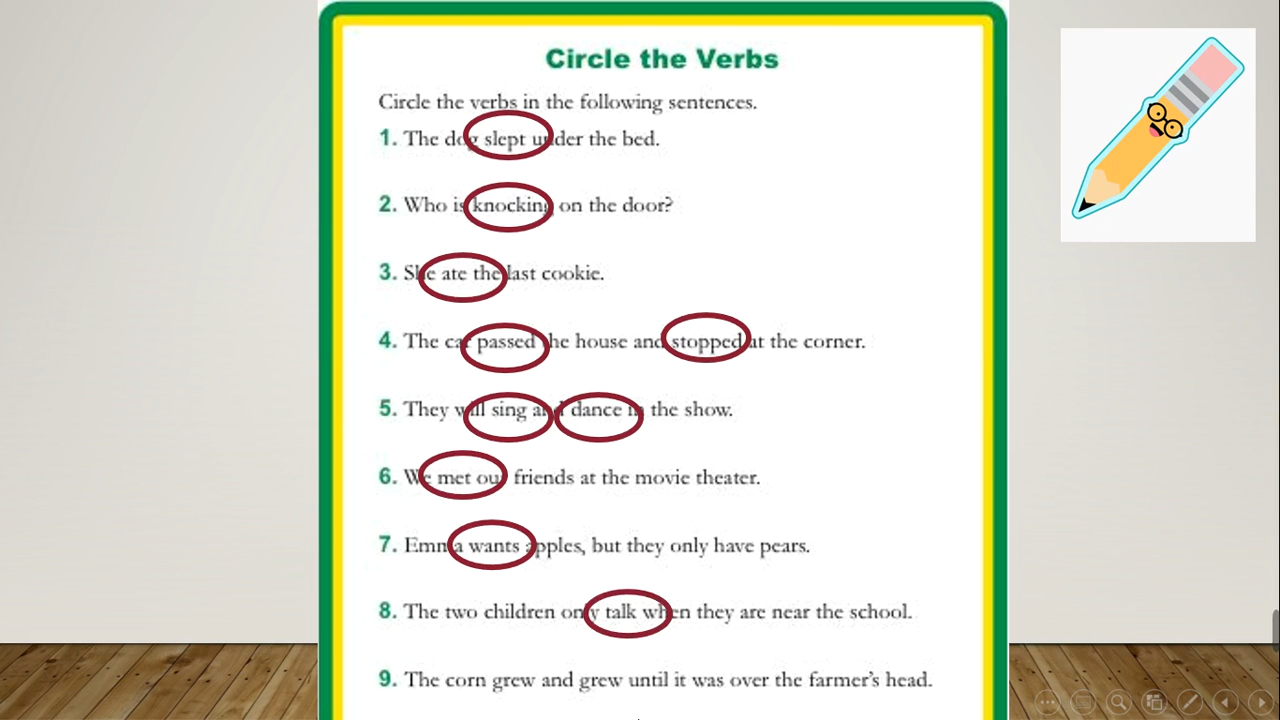 Circle the Verbs
Circle the verbs in the following sentences.
1. The dog slept under the bed.
2. Who is knocking on the door?
3. She ate the last cookie.
4. The car passed the house and stopped at the corner.
5. They will sing and dance in the show.
6. We met our friends at the movie theater.
7. Emma wants apples, but they only have pears.
8. The two children only talk when they are near the school.
9. The corn grew and grew until it was over the farmer's head.